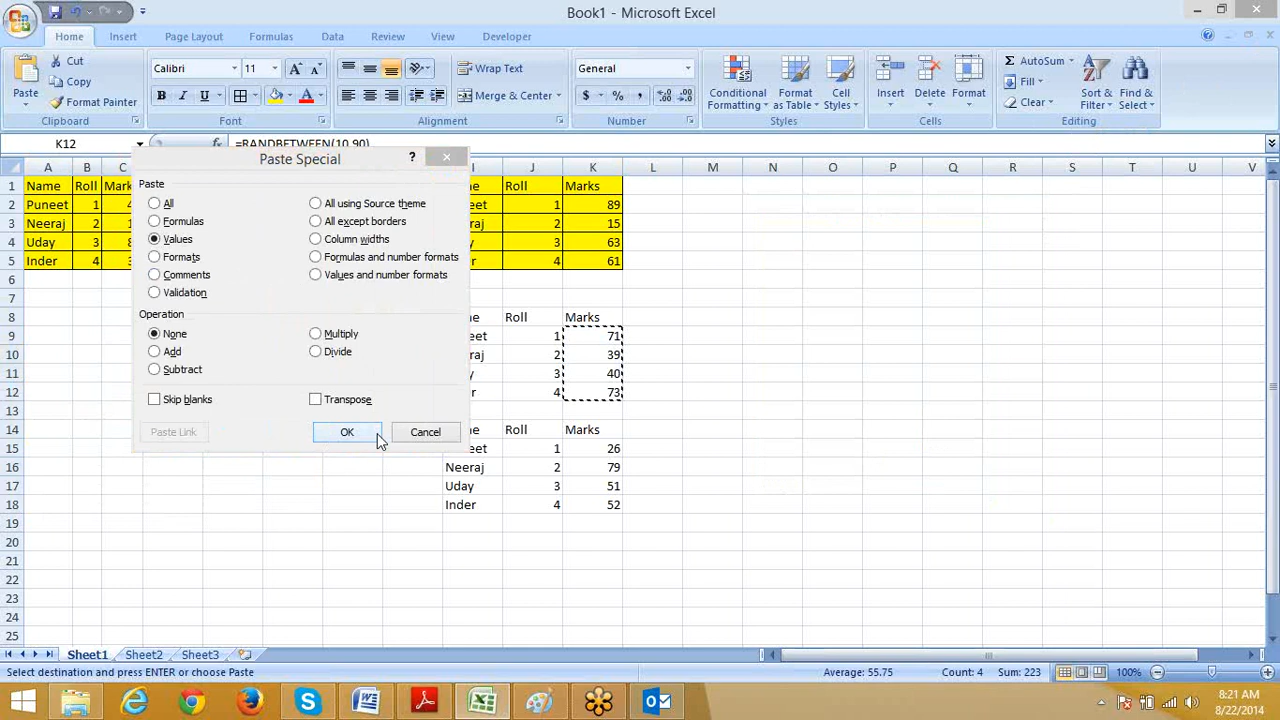 Book1 - Microsoft Excel
Home Insert Page Layout Formulas Data Review View Developer
Paste
Cut
Copy
Format Painter
Clipboard
Calibri 11
Font
Wrap Text
Merge & Center
Alignment
General
Number
Conditional Formatting
Format as Table
Cell Styles
Styles
Insert Delete Format
Cells
AutoSum
Fill
Clear
Sort & Filter
Find & Select
Editing
K12 =RANDBETWEEN(10,90)
A B C J K L M N O P Q R S T U V
1 Name Roll Roll Marks
2 Puneet 1 1 89
3 Neeraj 2 15
4 Uday 3 3 63
5 Inder 4 4 61
6
7
8 Roll Marks
9 1 71
10 2 39
11 3 40
12 4 73
13
14 Roll Marks
15 1 26
16 Neeraj 2 79
17 Uday 3 51
18 Inder 4 52
19
20
21
22
23
24
25
Paste Special
Paste
All All using Source theme
Formulas All except borders
Values Column widths
Formats Formulas and number formats
Comments Values and number formats
Validation
Operation
None Multiply
Add Divide
Subtract
Skip blanks Transpose
Paste Link OK Cancel
Sheet1 Sheet2 Sheet3
Select destination and press ENTER or choose Paste Average: 55.75 Count: 4 Sum: 223 100%
8:21 AM
8/22/2014